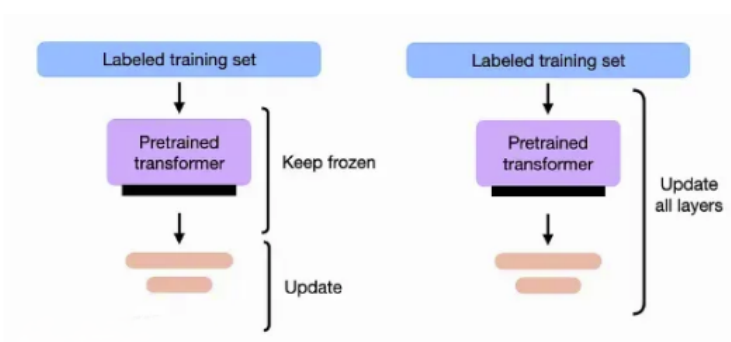 Labeled training set
Pretrained
transformer
Keep frozen
Update
Labeled training set
Pretrained
transformer
Update
all layers